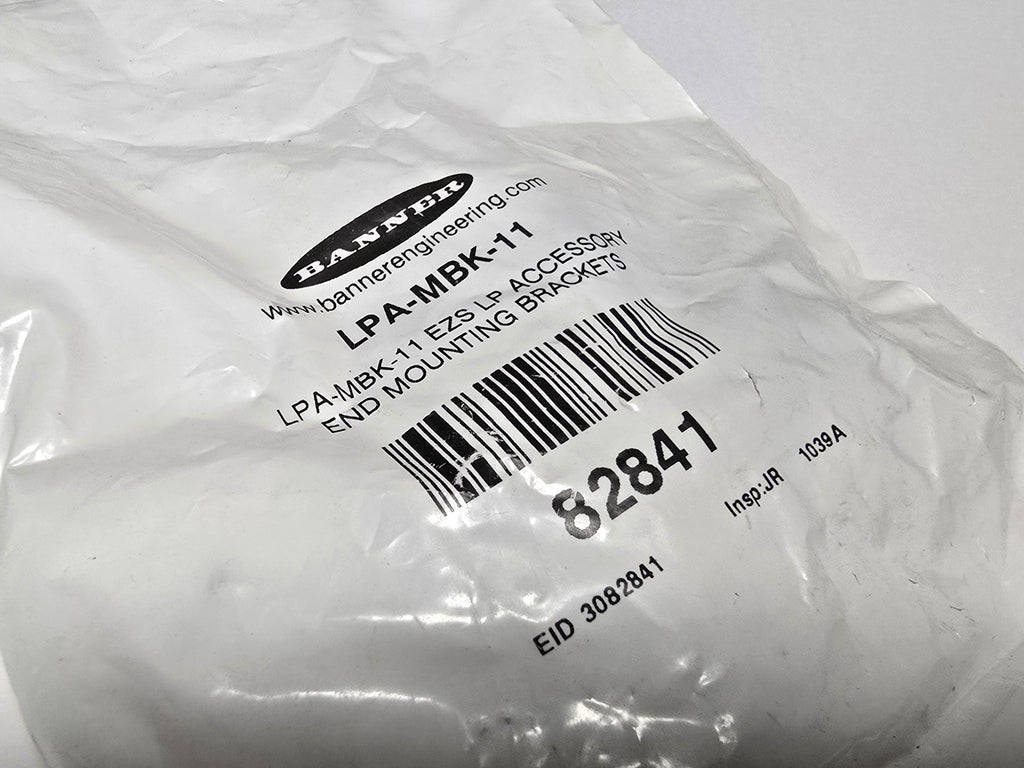 BANNER
www.bannerengineering.com
LPA-MBK-11
LPA-MBK-11 EZS LP ACCESSORY
END MOUNTING BRACKETS
82841
Insp:JR 1039A
EID 3082841